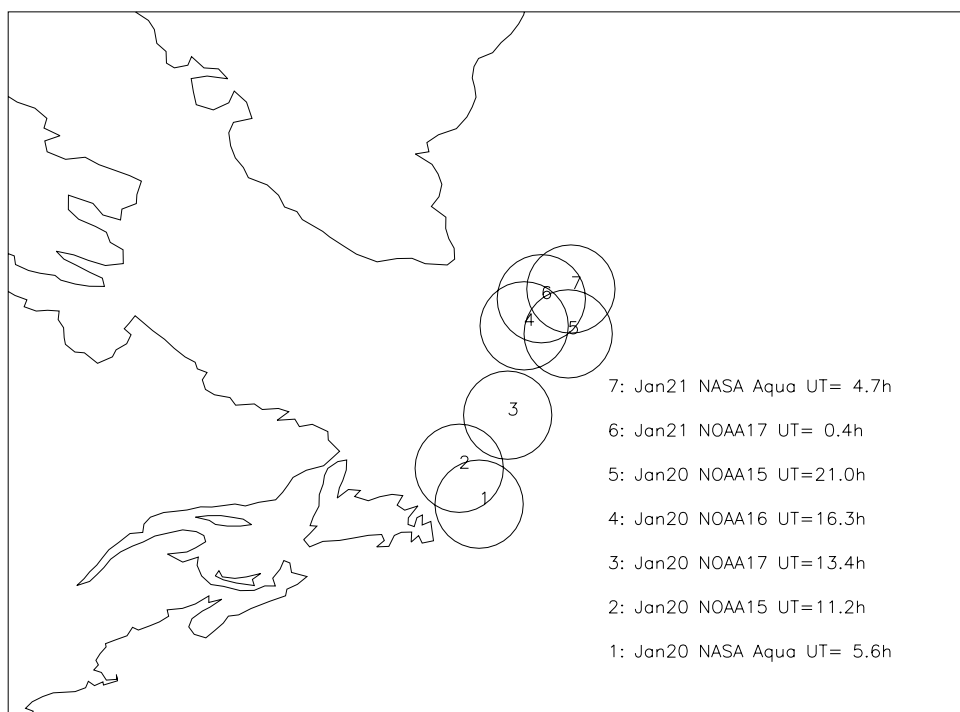 7
6
4
5
3
2
1
7: Jan21 NASA Aqua UT= 4.7h
6: Jan21 NOAA17 UT= 0.4h
5: Jan20 NOAA15 UT=21.0h
4: Jan20 NOAA16 UT=16.3h
3: Jan20 NOAA17 UT=13.4h
2: Jan20 NOAA15 UT=11.2h
1: Jan20 NASA Aqua UT= 5.6h